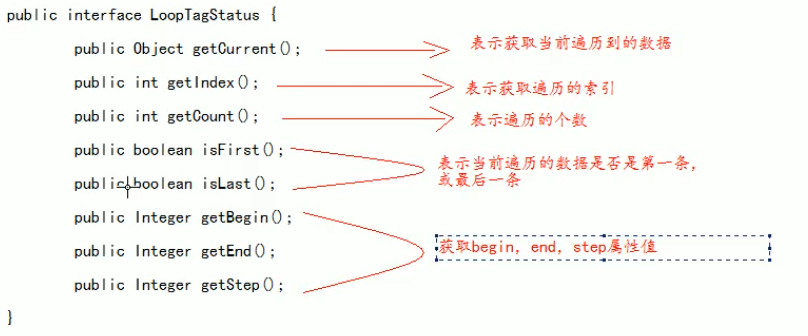 public interface LoopTagStatus {
public Object getCurrent();
表示获取当前遍历到的数据
public int getIndex();
表示获取遍历的索引
public int getCount();
表示遍历的个数
public boolean isFirst();
表示当前遍历的数据是否是第一条,
或最后一条
public boolean isLast();
public Integer getBegin();
public Integer getEnd();
获取begin, end, step属性值
public Integer getStep();
}